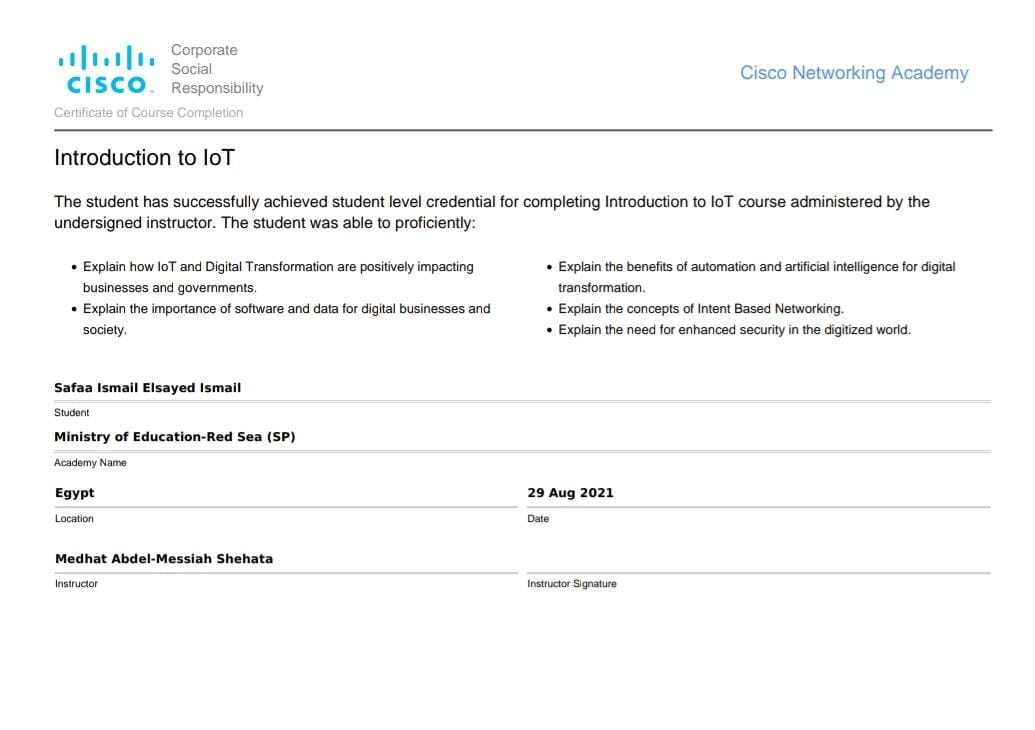 Corporate
Social
Responsibility
CISCO™
Cisco Networking Academy
Certificate of Course Completion
Introduction to IoT
The student has successfully achieved student level credential for completing Introduction to IoT course administered by the
undersigned instructor. The student was able to proficiently:
• Explain how IoT and Digital Transformation are positively impacting
businesses and governments.
• Explain the importance of software and data for digital businesses and
society.
• Explain the benefits of automation and artificial intelligence for digital
transformation.
• Explain the concepts of Intent Based Networking.
• Explain the need for enhanced security in the digitized world.
Safaa Ismail Elsayed Ismail
Student
Ministry of Education-Red Sea (SP)
Academy Name
Egypt
Location
29 Aug 2021
Date
Medhat Abdel-Messiah Shehata
Instructor
Instructor Signature